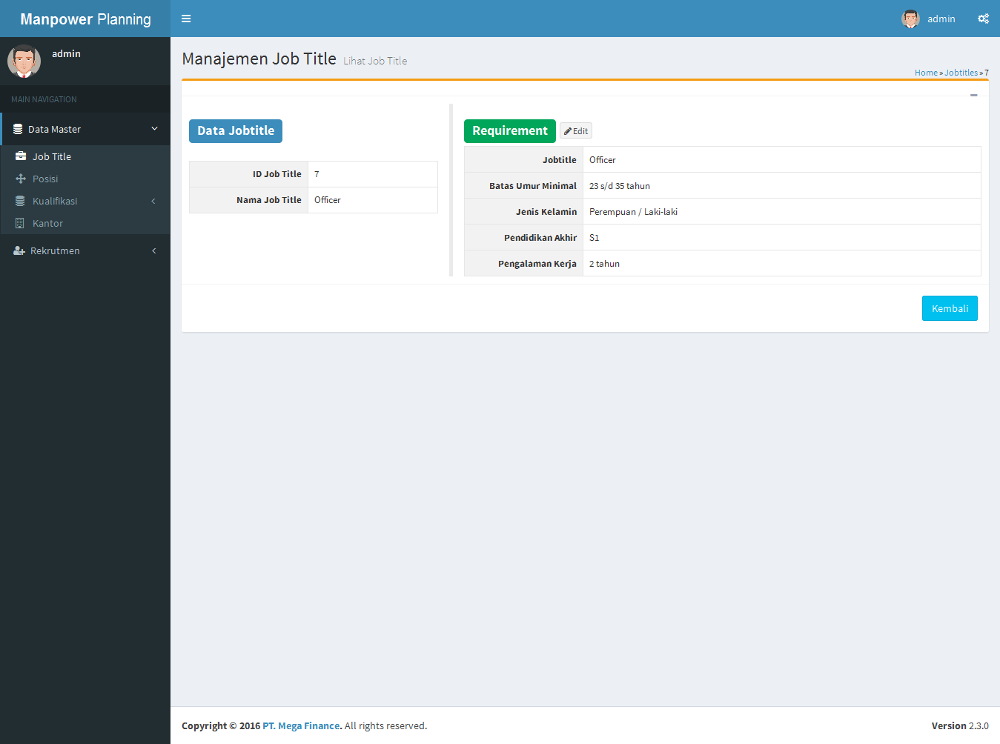 Manpower Planning
admin
admin
MAIN NAVIGATION
Data Master
Job Title
Posisi
Kualifikasi
Kantor
Rekrutmen
Manajemen Job Title Lihat Job Title
Home » Jobtitles » 7
Data Jobtitle
ID Job Title 7
Nama Job Title Officer
Requirement Edit
Jobtitle Officer
Batas Umur Minimal 23 s/d 35 tahun
Jenis Kelamin Perempuan / Laki-laki
Pendidikan Akhir S1
Pengalaman Kerja 2 tahun
Kembali
Copyright © 2016 PT. Mega Finance. All rights reserved.
Version 2.3.0